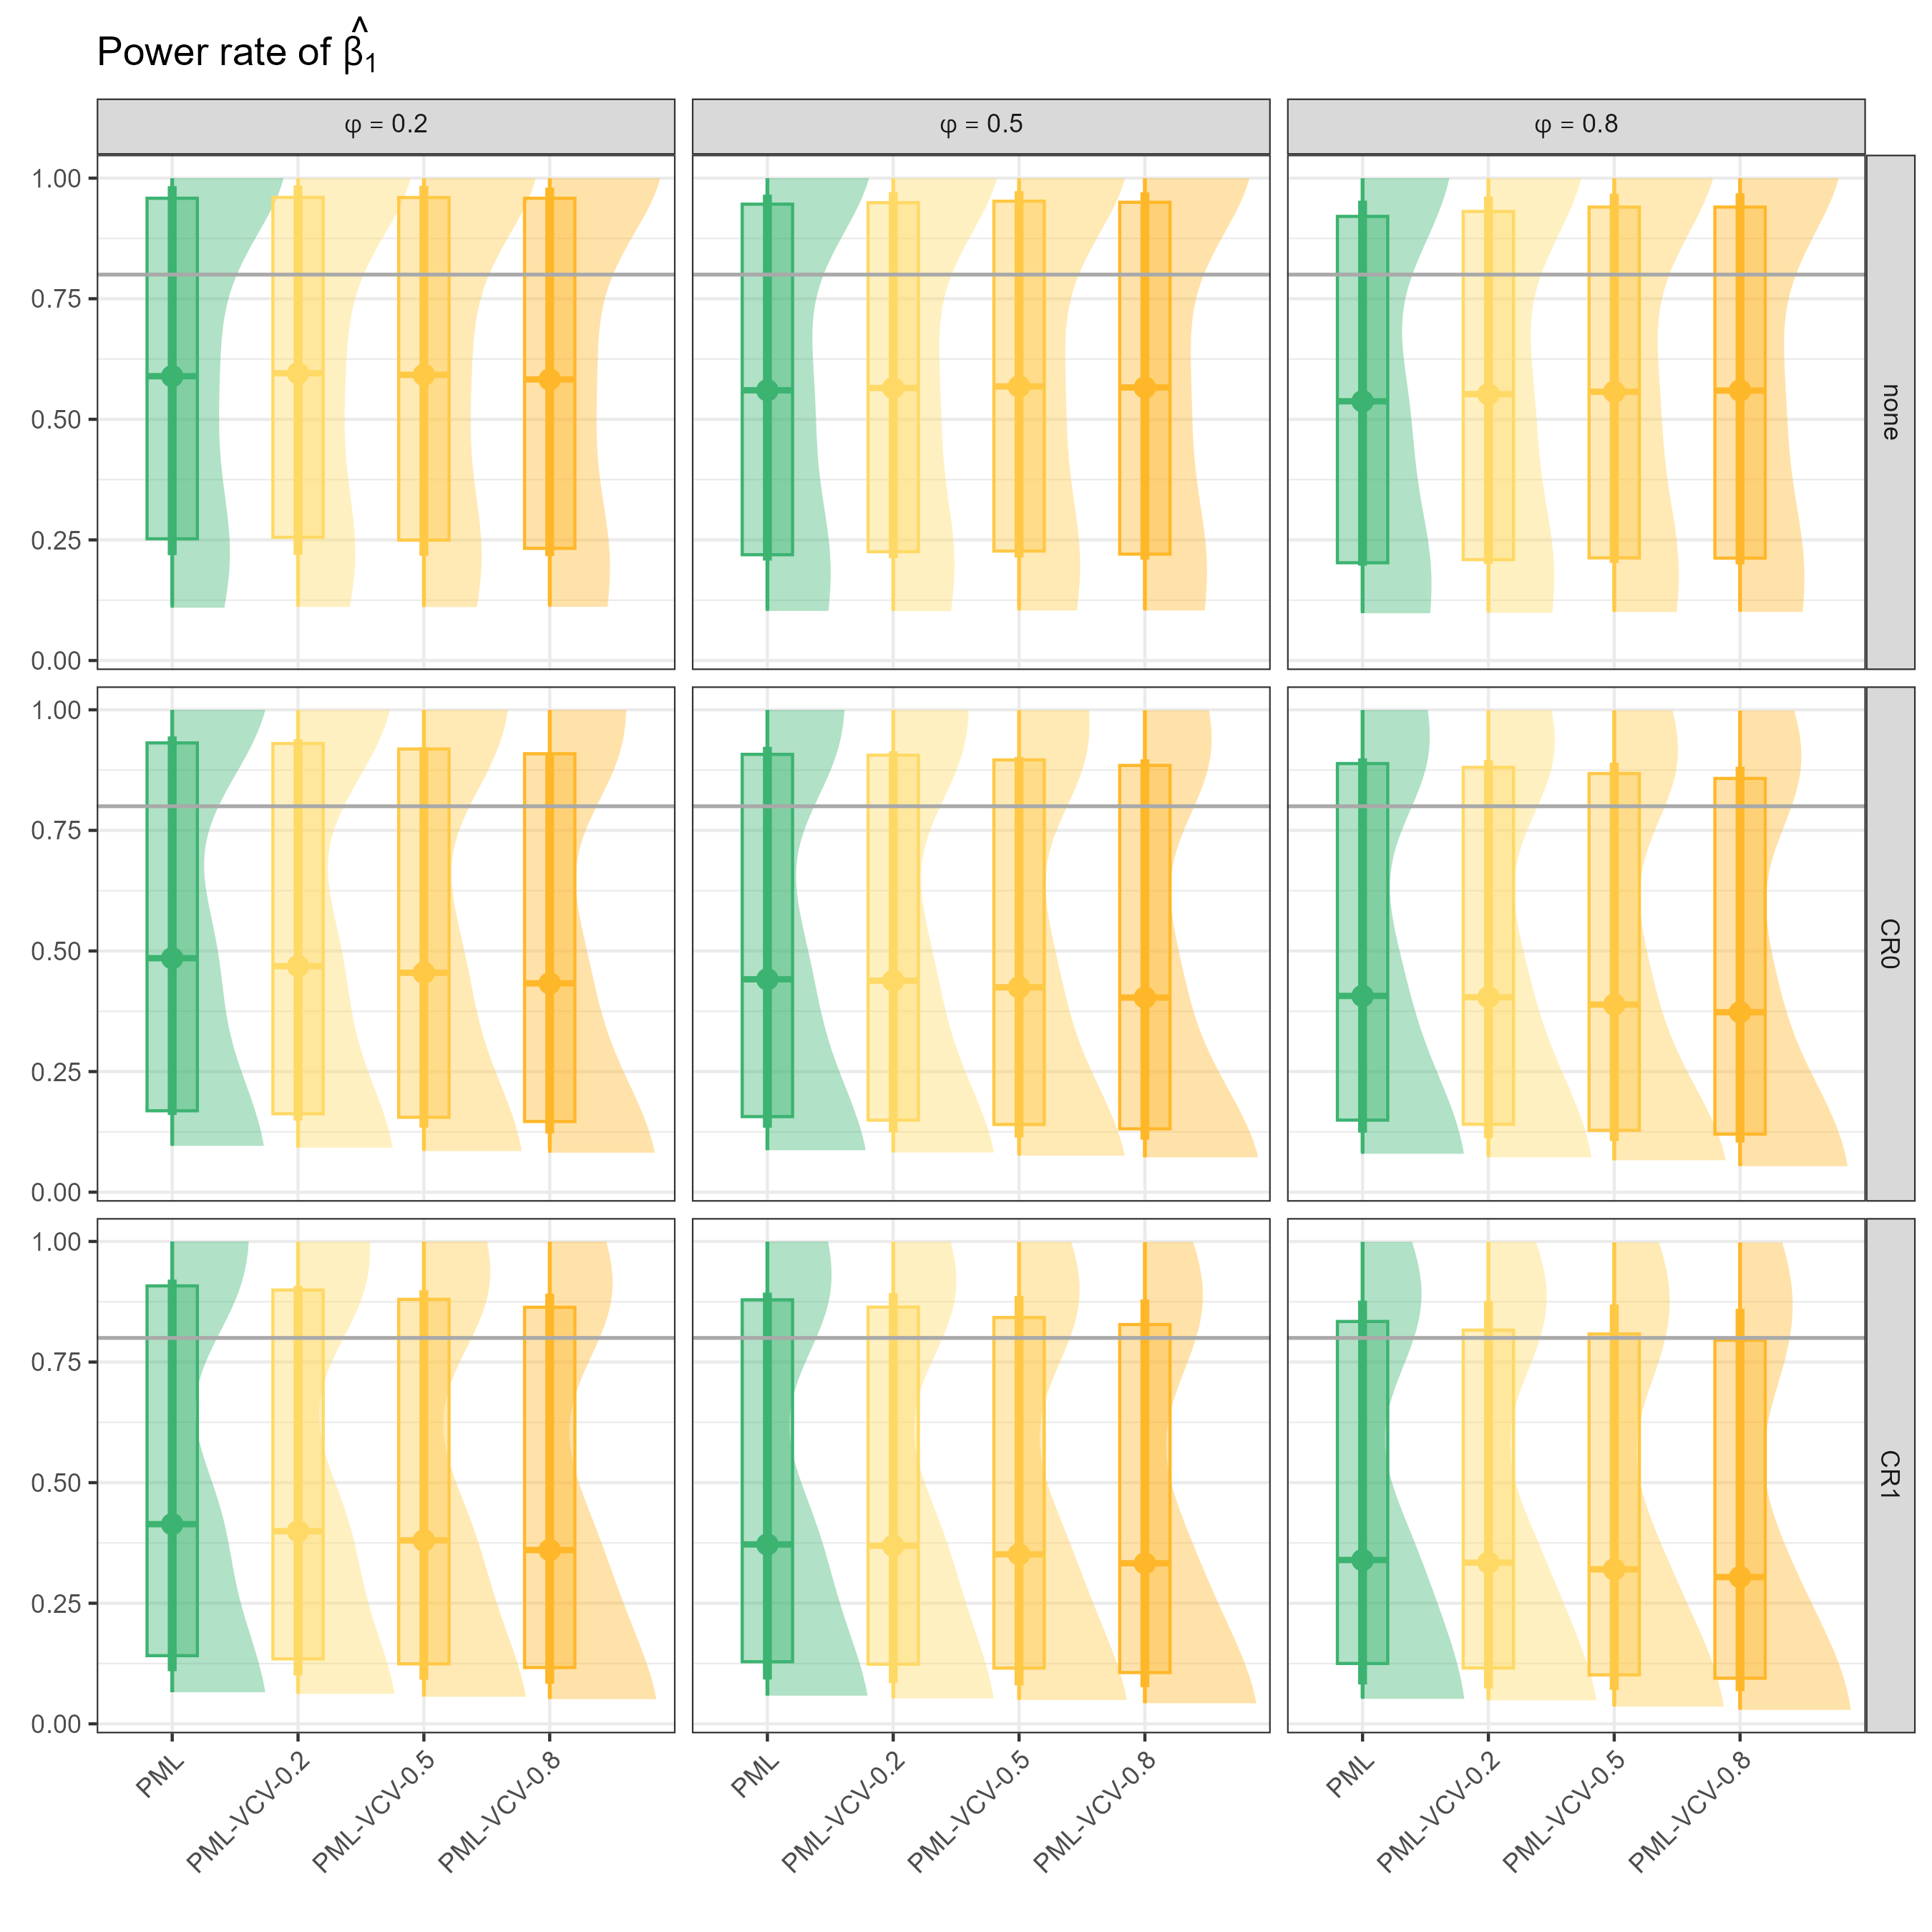 Power rate of β̂₁
φ = 0.2
φ = 0.5
φ = 0.8
1.00
0.75
0.50
0.25
0.00
none
1.00
0.75
0.50
0.25
0.00
CR0
1.00
0.75
0.50
0.25
0.00
CR1
PML
PML-VCV-0.2
PML-VCV-0.5
PML-VCV-0.8
PML
PML-VCV-0.2
PML-VCV-0.5
PML-VCV-0.8
PML
PML-VCV-0.2
PML-VCV-0.5
PML-VCV-0.8